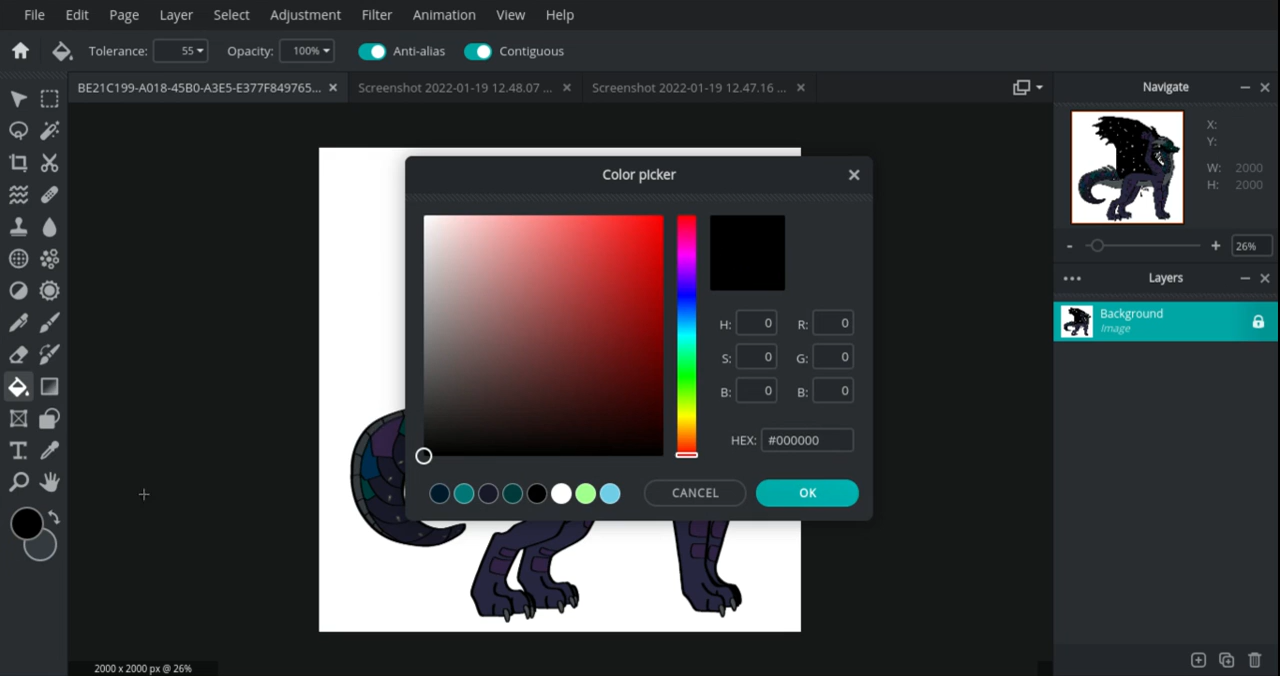 File Edit Page Layer Select Adjustment Filter Animation View Help
Tolerance: 55 Opacity: 100% Anti-alias Contiguous
BE21C199-A018-45B0-A3E5-E377F849765... Screenshot 2022-01-19 12.48.07 ... Screenshot 2022-01-19 12.47.16 ...
Navigate
X:
Y:
W: 2000
H: 2000
- + 26%
Layers
Background
Image
Color picker
H: 0 R: 0
S: 0 G: 0
B: 0 B: 0
HEX: #000000
CANCEL OK
2000 x 2000 px @ 26%